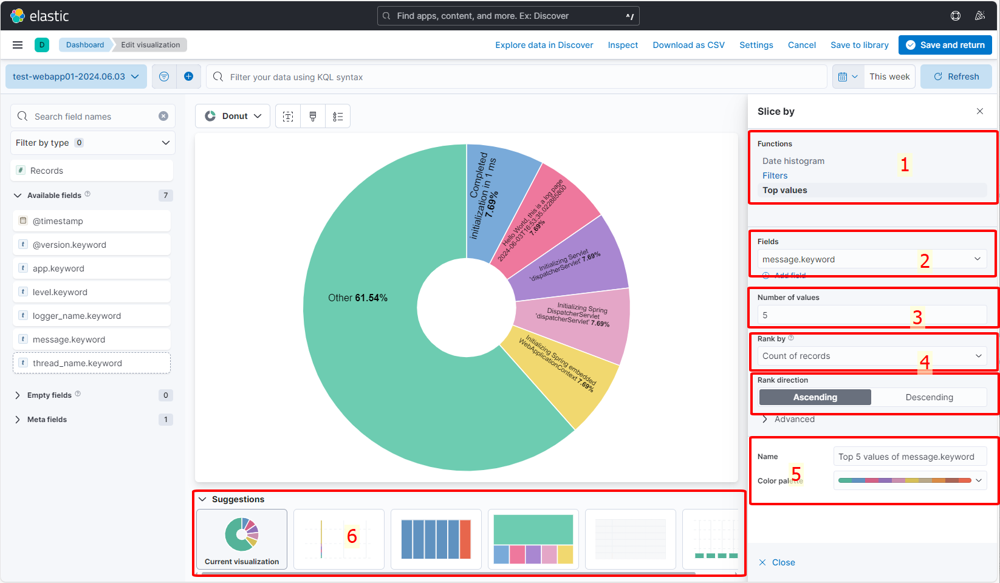 elastic
Find apps, content, and more. Ex: Discover
^/
D
Dashboard
Edit visualization
Explore data in Discover
Inspect
Download as CSV
Settings
Cancel
Save to library
Save and return
test-webapp01-2024.06.03
Filter your data using KQL syntax
This week
Refresh
Search field names
Filter by type 0
# Records
Available fields 7
@timestamp
t @version.keyword
t app.keyword
t level.keyword
t logger_name.keyword
t message.keyword
t thread_name.keyword
Empty fields 0
Meta fields 1
Donut
Completed
initialization in 1 ms
7.69%
Hello World, this is a log page
2024-06-03T16:53:35.022885800
7.69%
Initializing Servlet
'dispatcherServlet' 7.69%
Initializing Spring
DispatcherServlet
'dispatcherServlet' 7.69%
Initializing Spring embedded
WebApplicationContext 7.69%
Other 61.54%
Suggestions
Current visualization
6
Slice by
Functions
Date histogram
Filters
Top values
1
Fields
message.keyword
2
Add field
Number of values
5
3
Rank by
Count of records
4
Rank direction
Ascending
Descending
Advanced
Name
Top 5 values of message.keyword
5
Color palette
Close